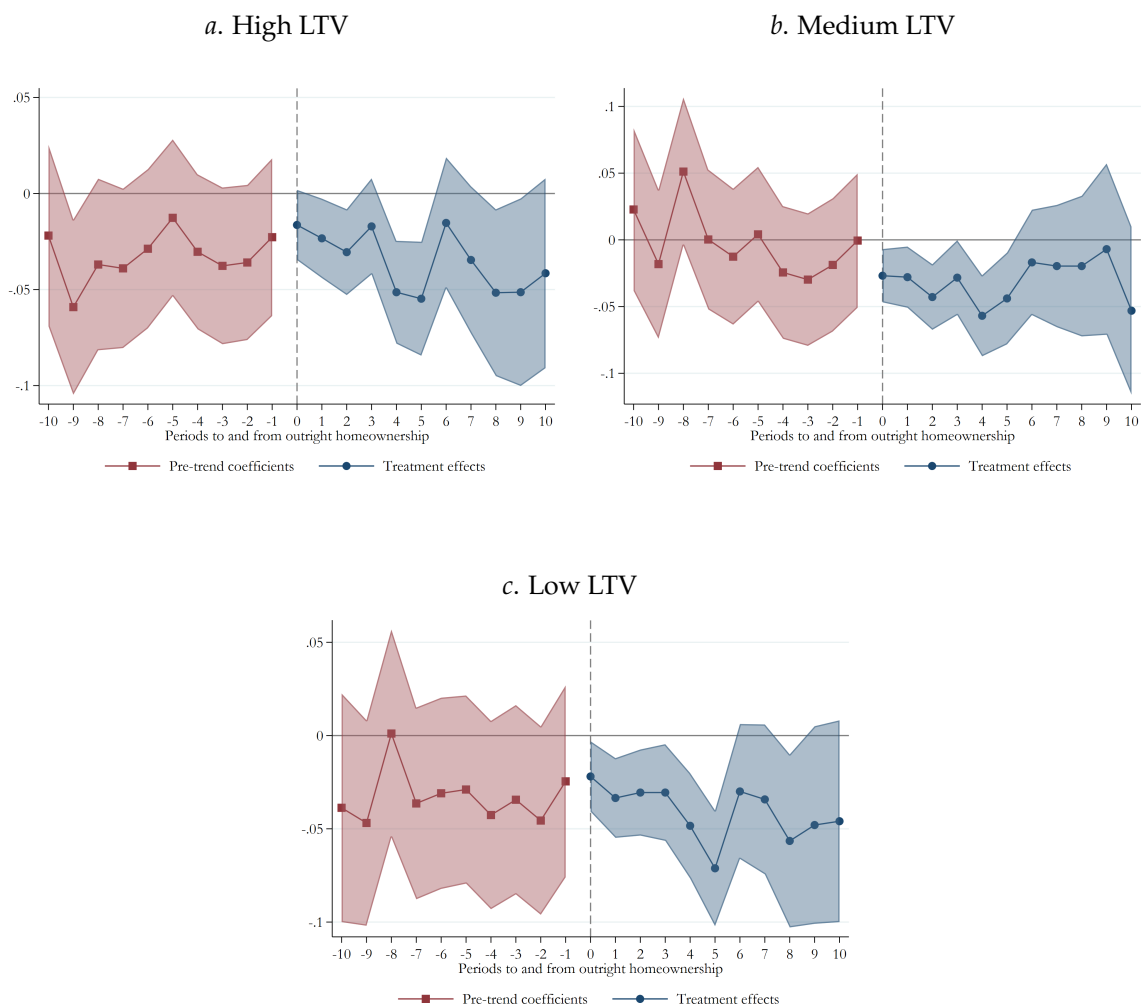 a. High LTV
.05
0
-.05
-.1
-10 -9 -8 -7 -6 -5 -4 -3 -2 -1 0 1 2 3 4 5 6 7 8 9 10
Periods to and from outright homeownership
Pre-trend coefficients Treatment effects
b. Medium LTV
.1
.05
0
-.05
-.1
-10 -9 -8 -7 -6 -5 -4 -3 -2 -1 0 1 2 3 4 5 6 7 8 9 10
Periods to and from outright homeownership
Pre-trend coefficients Treatment effects
c. Low LTV
.05
0
-.05
-.1
-10 -9 -8 -7 -6 -5 -4 -3 -2 -1 0 1 2 3 4 5 6 7 8 9 10
Periods to and from outright homeownership
Pre-trend coefficients Treatment effects